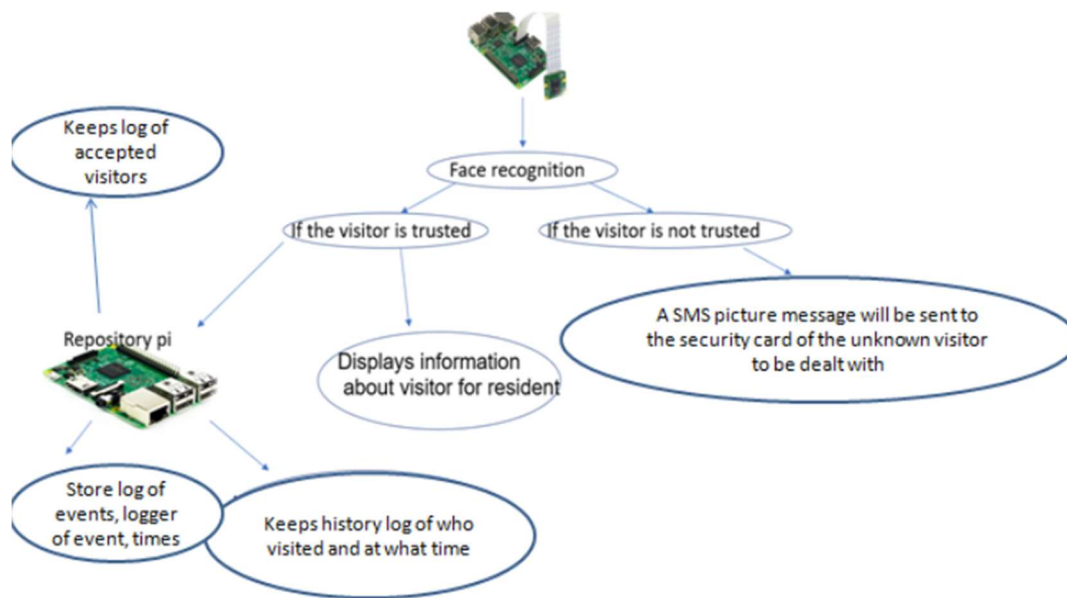 Keeps log of
accepted
visitors
Face recognition
If the visitor is trusted
If the visitor is not trusted
A SMS picture message will be sent to
the security card of the unknown visitor
to be dealt with
Repository pi
Displays information
about visitor for resident
Store log of
events, logger
of event, times
Keeps history log of who
visited and at what time